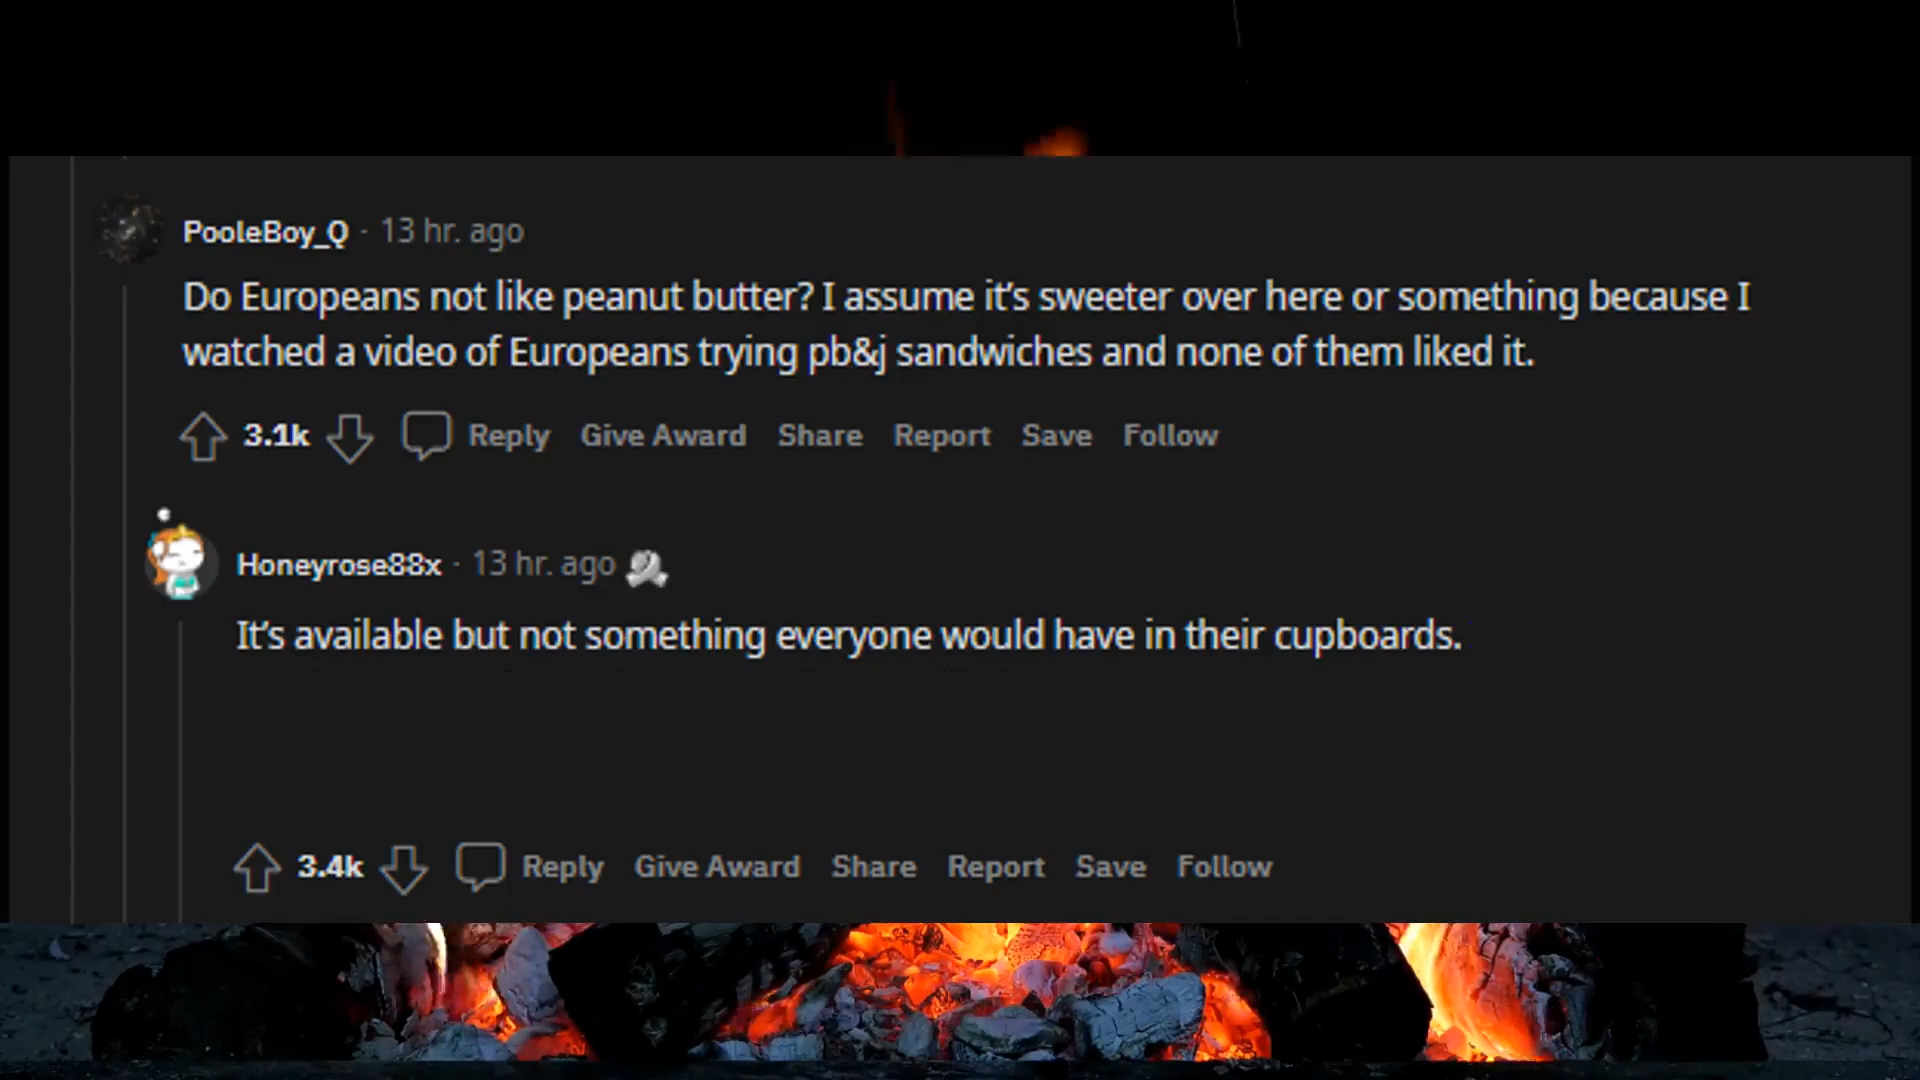 PooleBoy_Q · 13 hr. ago
Do Europeans not like peanut butter? I assume it's sweeter over here or something because I
watched a video of Europeans trying pb&j sandwiches and none of them liked it.
3.1k Reply Give Award Share Report Save Follow
Honeyrose88x · 13 hr. ago
It's available but not something everyone would have in their cupboards.
3.4k Reply Give Award Share Report Save Follow